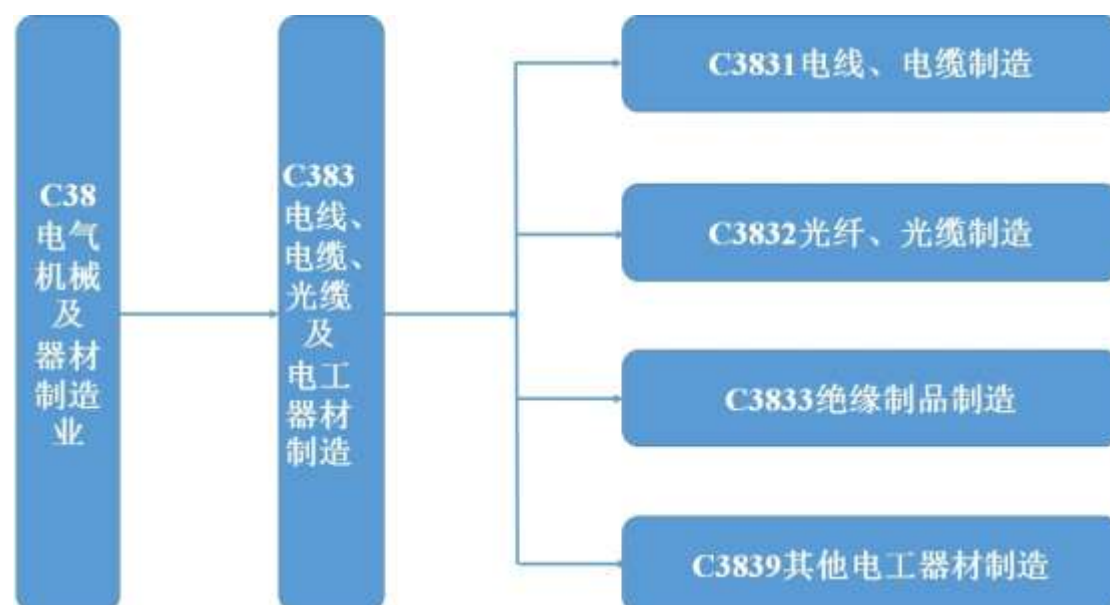 C38
电气
机械
及
器材
制造
业
C383
电线、
电缆、
光缆
及
电工
器材
制造
C3831电线、电缆制造
C3832光纤、光缆制造
C3833绝缘制品制造
C3839其他电工器材制造